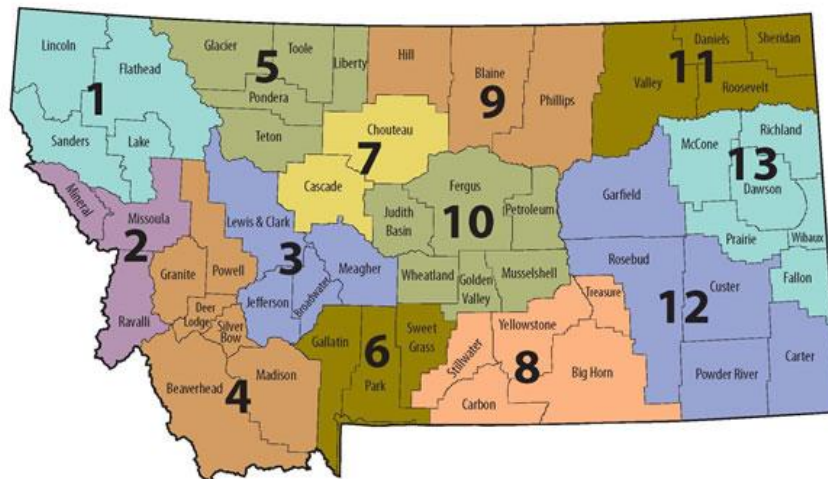 Lincoln
Flathead
1
Sanders
Lake
Glacier
5
Toole
Liberty
Pondera
Teton
Hill
Blaine
9
Phillips
Valley
Daniels
Sheridan
11
Roosevelt
Chouteau
7
Cascade
Mineral
Missoula
2
Ravalli
Lewis & Clark
3
Jefferson
Broadwater
Meagher
Granite
Powell
Deer
Lodge
Silver
Bow
Beaverhead
4
Madison
Fergus
Judith
Basin
10
Petroleum
Wheatland
Golden
Valley
Musselshell
Gallatin
6
Park
Sweet
Grass
Stillwater
Yellowstone
Treasure
8
Carbon
Big Horn
Garfield
Rosebud
12
Custer
Powder River
Carter
McCone
Richland
13
Dawson
Prairie
Wibaux
Fallon